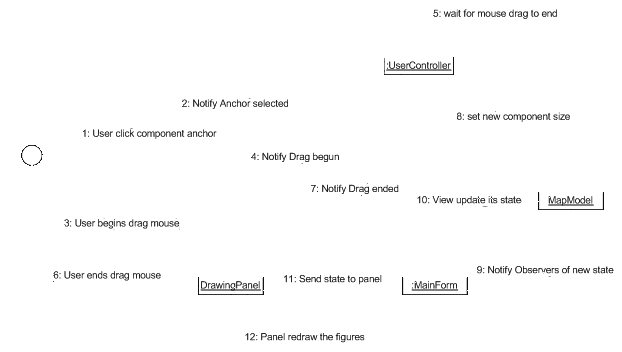 5: wait for mouse drag to end
:UserController
2: Notify Anchor selected
8: set new component size
1: User click component anchor
4: Notify Drag begun
7: Notify Drag ended
10: View update its state
:MapModel
3: User begins drag mouse
6: User ends drag mouse
DrawingPanel
11: Send state to panel
:MainForm
9: Notify Observers of new state
12: Panel redraw the figures